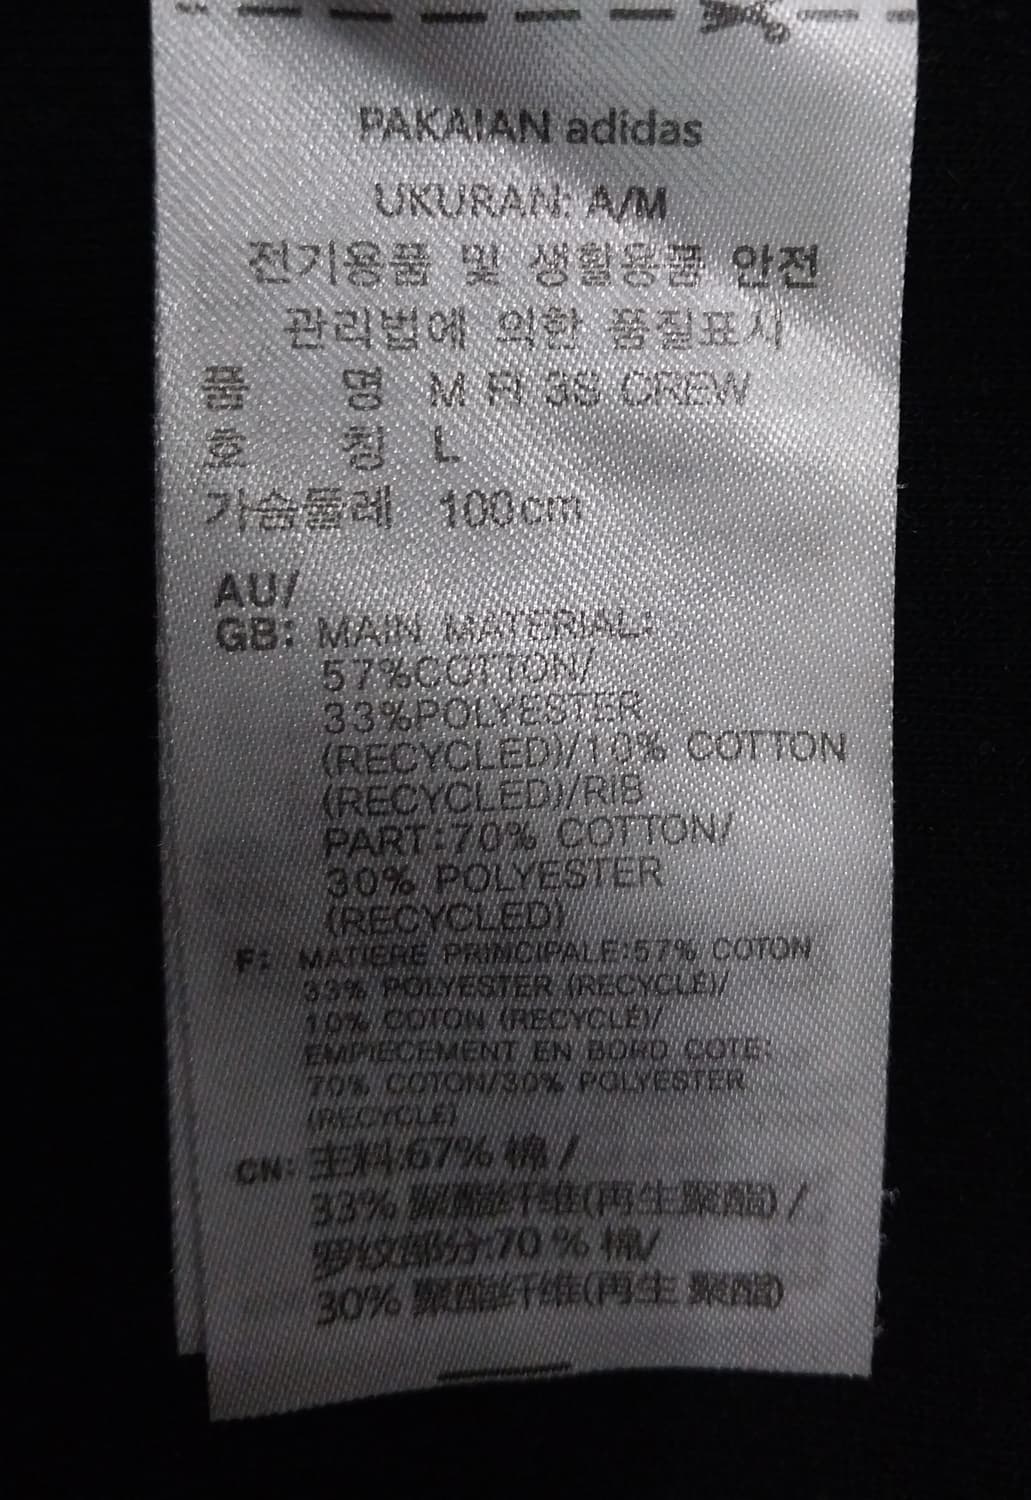 PAKAIAN adidas
UKURAN: A/M
전기용품 및 생활용품 안전
관리법에 의한 품질표시
품 명 M FI 3S CREW
호 칭 L
가슴둘레 100cm
AU/
GB: MAIN MATERIAL:
57%COTTON/
33%POLYESTER
(RECYCLED)/10% COTTON
(RECYCLED)/RIB
PART:70% COTTON/
30% POLYESTER
(RECYCLED)
F: MATIERE PRINCIPALE:57% COTON
33% POLYESTER (RECYCLÉ)/
10% COTON (RECYCLÉ)/
EMPIECEMENT EN BORD COTE:
70% COTON/30% POLYESTER
(RECYCLÉ)
CN: 主料:67% 棉 /
33% 聚酯纤维(再生聚酯) /
罗纹部分:70 % 棉/
30% 聚酯纤维(再生 聚酯)